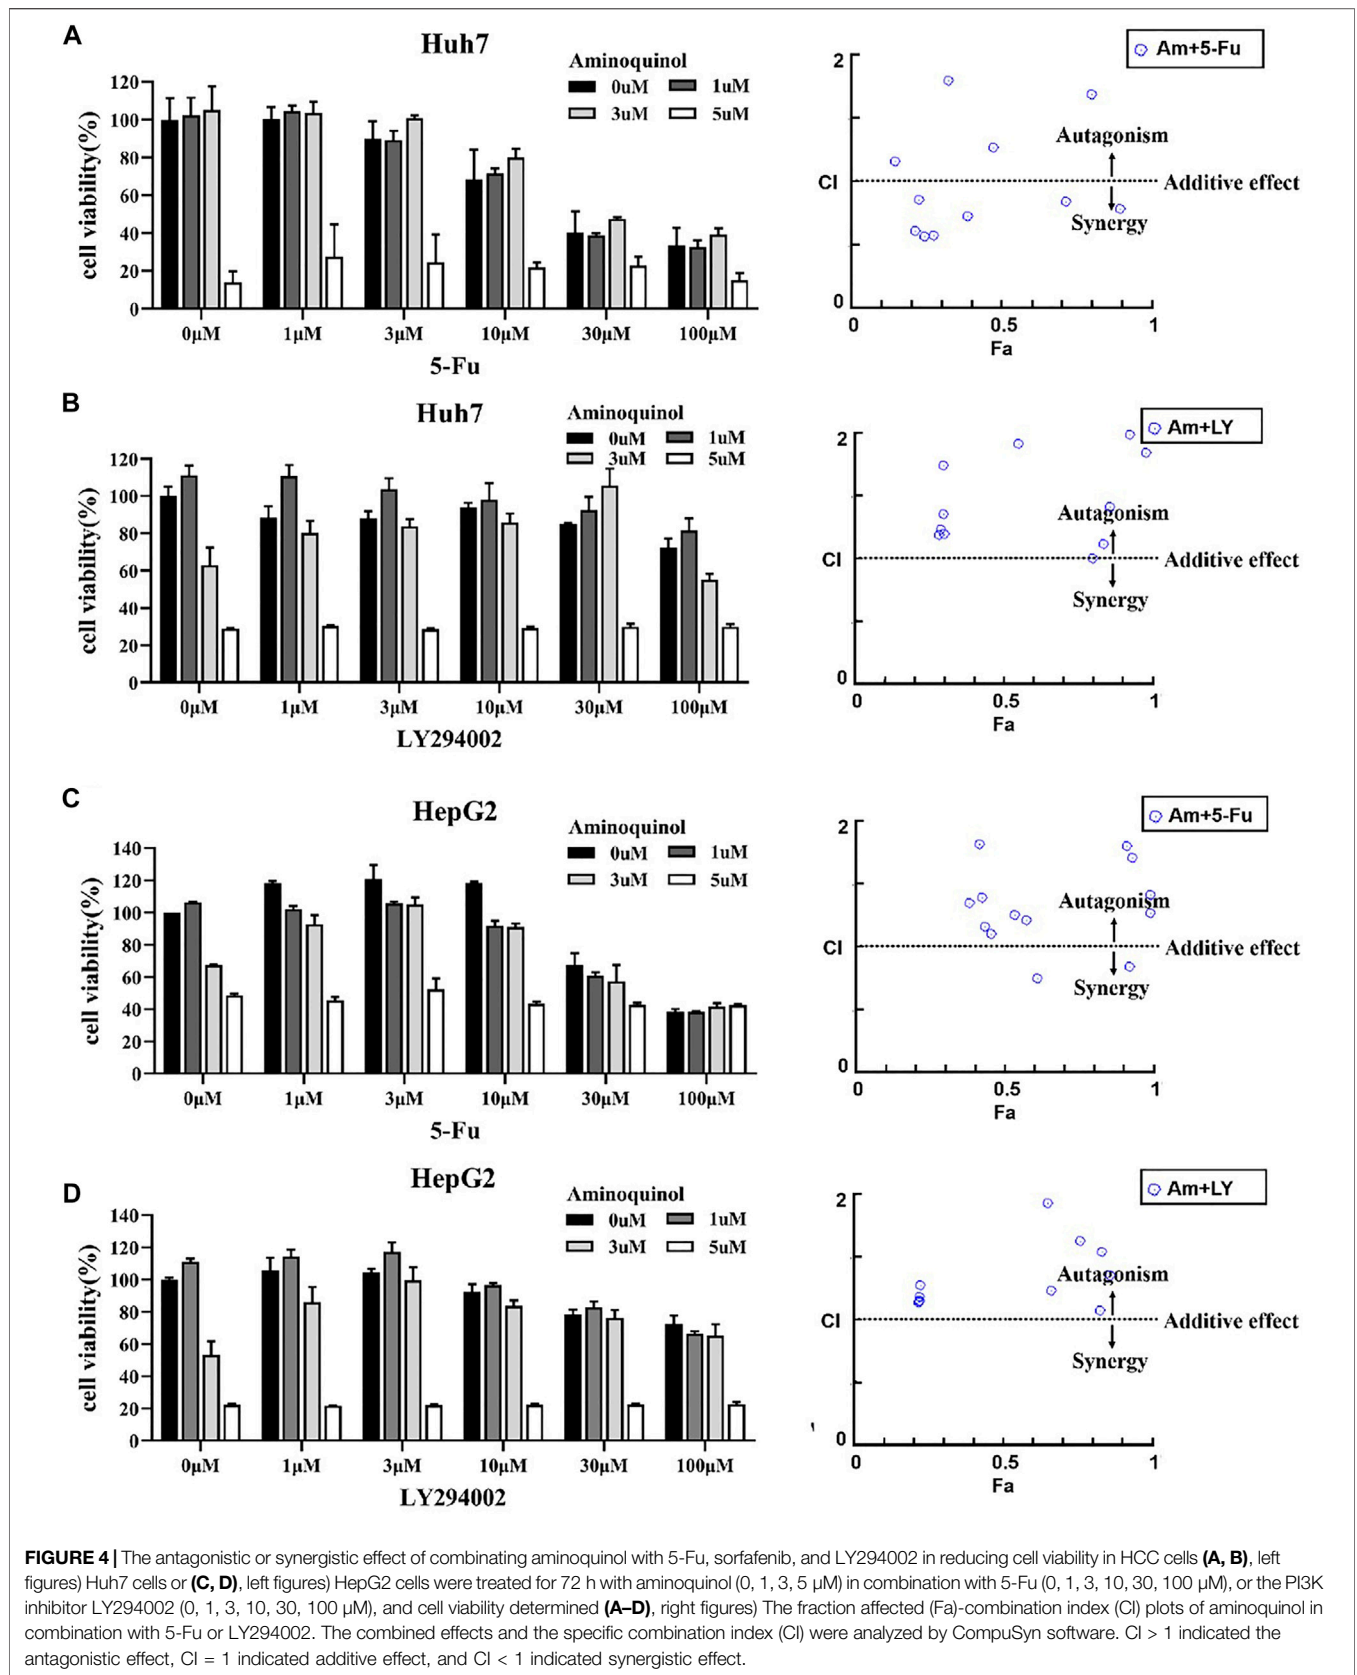 A
Huh7
Aminoquinol
0uM 1uM
3uM 5uM
cell viability(%)
120
100
80
60
40
20
0
0μM 1μM 3μM 10μM 30μM 100μM
5-Fu
Am+5-Fu
2
Autagonism
CI
Additive effect
Synergy
0
0 0.5 1
Fa
B
Huh7
Aminoquinol
0uM 1uM
3uM 5uM
cell viability(%)
120
100
80
60
40
20
0
0μM 1μM 3μM 10μM 30μM 100μM
LY294002
Am+LY
2
Autagonism
CI
Additive effect
Synergy
0
0 0.5 1
Fa
C
HepG2
Aminoquinol
0uM 1uM
3uM 5uM
cell viability(%)
140
120
100
80
60
40
20
0
0μM 1μM 3μM 10μM 30μM 100μM
5-Fu
Am+5-Fu
2
Autagonism
CI
Additive effect
Synergy
0
0 0.5 1
Fa
D
HepG2
Aminoquinol
0uM 1uM
3uM 5uM
cell viability(%)
140
120
100
80
60
40
20
0
0μM 1μM 3μM 10μM 30μM 100μM
LY294002
Am+LY
2
Autagonism
CI
Additive effect
Synergy
0
0 0.5 1
Fa
FIGURE 4 | The antagonistic or synergistic effect of combinating aminoquinol with 5-Fu, sorfafenib, and LY294002 in reducing cell viability in HCC cells (A, B), left
figures) Huh7 cells or (C, D), left figures) HepG2 cells were treated for 72 h with aminoquinol (0, 1, 3, 5 μM) in combination with 5-Fu (0, 1, 3, 10, 30, 100 μM), or the PI3K
inhibitor LY294002 (0, 1, 3, 10, 30, 100 μM), and cell viability determined (A–D), right figures) The fraction affected (Fa)-combination index (CI) plots of aminoquinol in
combination with 5-Fu or LY294002. The combined effects and the specific combination index (CI) were analyzed by CompuSyn software. CI > 1 indicated the
antagonistic effect, CI = 1 indicated additive effect, and CI < 1 indicated synergistic effect.